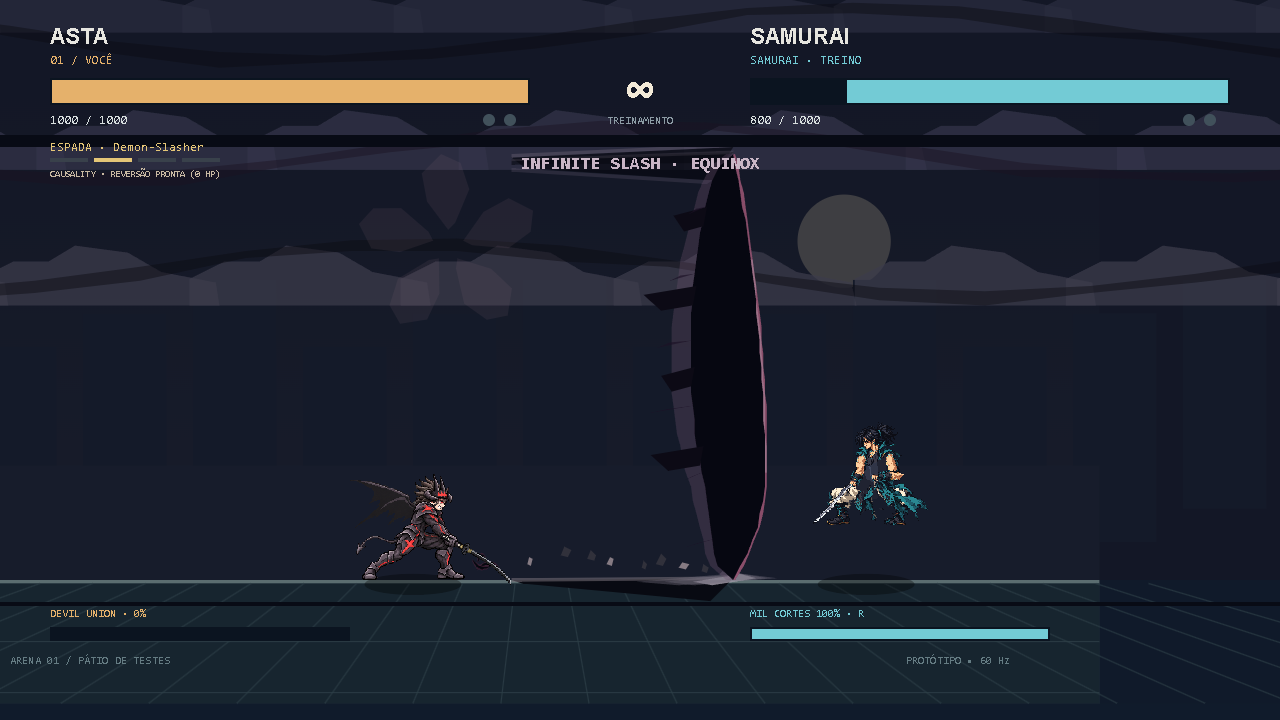 ASTA
01 / VOCÊ
1000 / 1000
ESPADA · Demon-Slasher
CAUSALITY · REVERSÃO PRONTA (0 HP)
∞
TREINAMENTO
SAMURAI
SAMURAI · TREINO
800 / 1000
INFINITE SLASH · EQUINOX
DEVIL UNION · 0%
MIL CORTES 100% · R
ARENA 01 / PÁTIO DE TESTES
PROTÓTIPO • 60 Hz